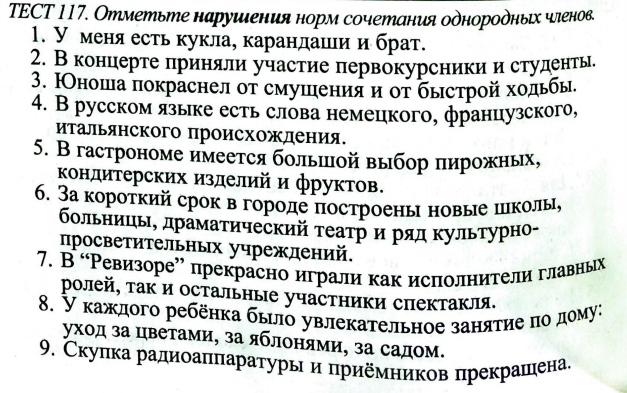 ТЕСТ 117. Отметьте нарушения норм сочетания однородных членов.
1. У меня есть кукла, карандаши и брат.
2. В концерте приняли участие первокурсники и студенты.
3. Юноша покраснел от смущения и от быстрой ходьбы.
4. В русском языке есть слова немецкого, французского,
итальянского происхождения.
5. В гастрономе имеется большой выбор пирожных,
кондитерских изделий и фруктов.
6. За короткий срок в городе построены новые школы,
больницы, драматический театр и ряд культурно-
просветительных учреждений.
7. В “Ревизоре” прекрасно играли как исполнители главных
ролей, так и остальные участники спектакля.
8. У каждого ребёнка было увлекательное занятие по дому:
уход за цветами, за яблонями, за садом.
9. Скупка радиоаппаратуры и приёмников прекращена.